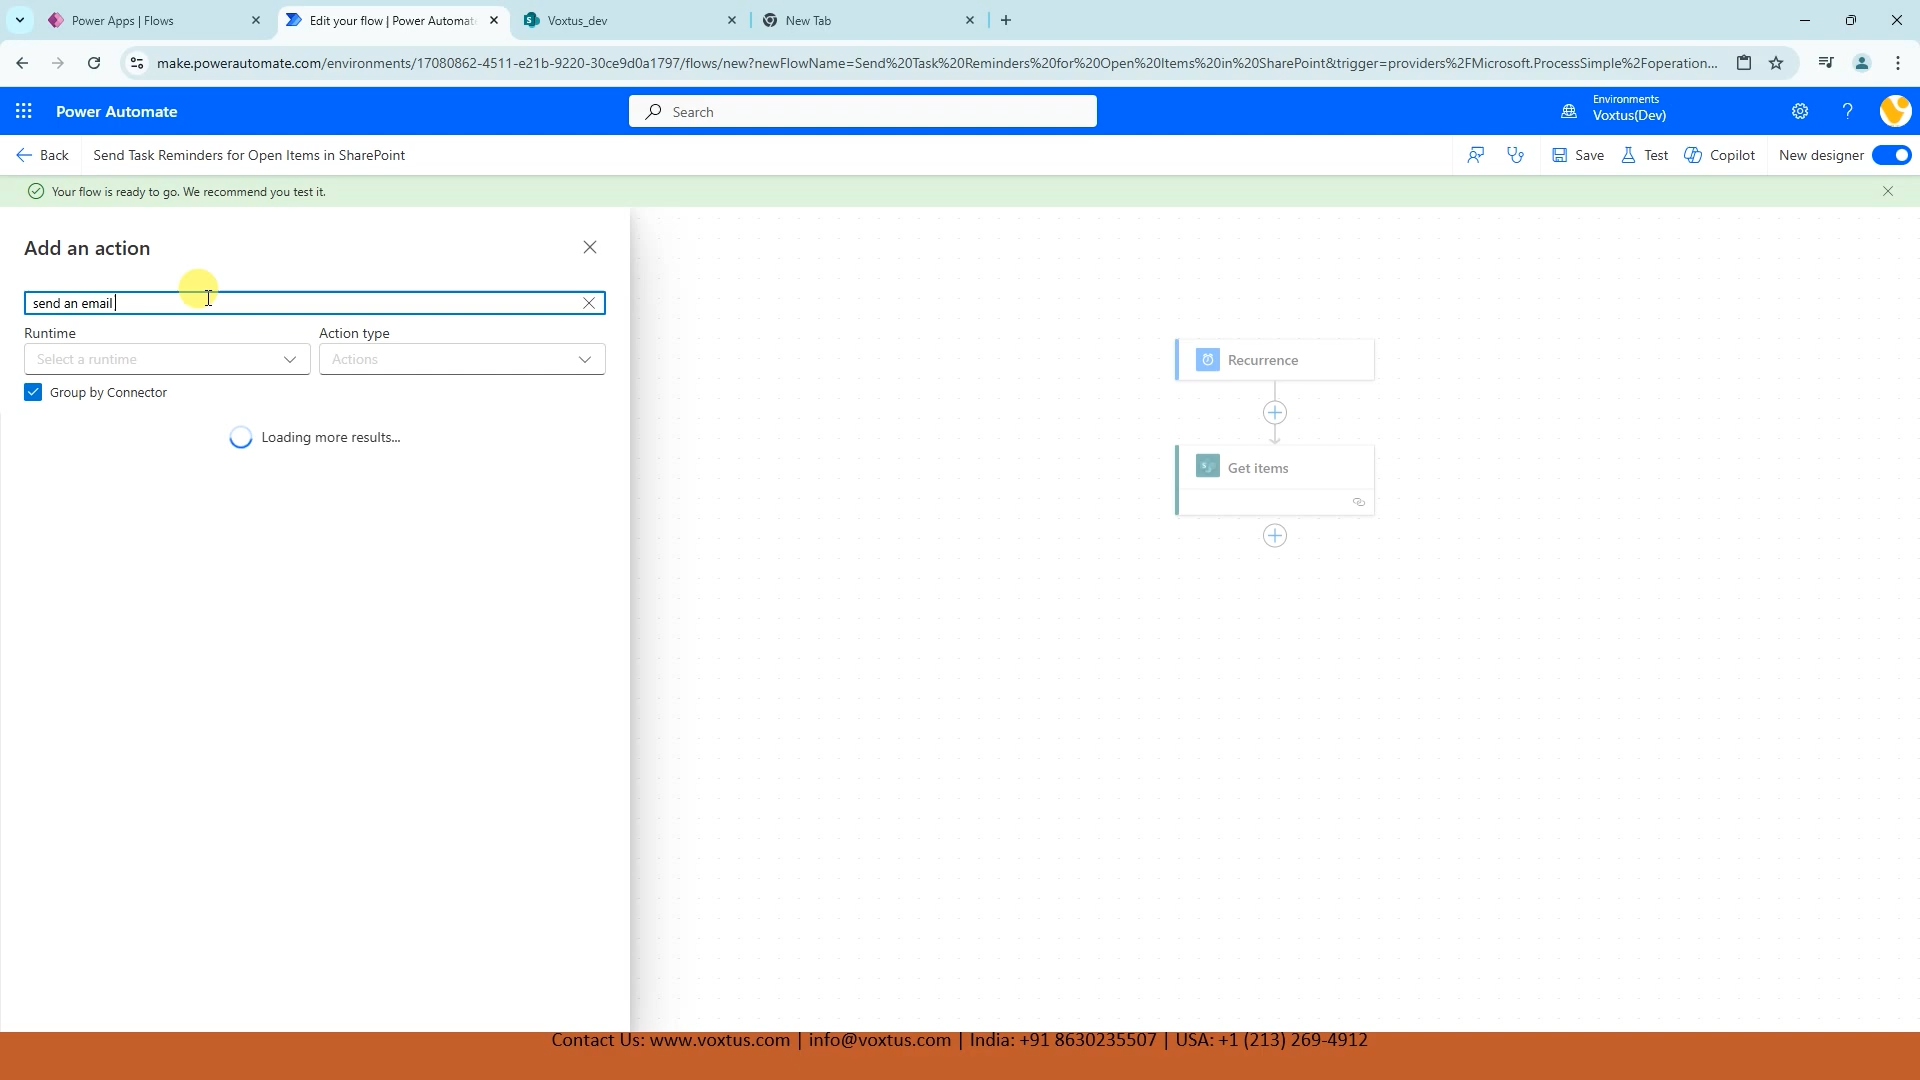 Power Apps | Flows
Edit your flow | Power Automat
Voxtus_dev
New Tab
make.powerautomate.com/environments/17080862-4511-e21b-9220-30ce9d0a1797/flows/new?newFlowName=Send%20Task%20Reminders%20for%20Open%20Items%20in%20SharePoint&trigger=providers%2FMicrosoft.ProcessSimple%2Foperation...
Power Automate
Search
Environments
Voxtus(Dev)
Back
Send Task Reminders for Open Items in SharePoint
Save
Test
Copilot
New designer
Your flow is ready to go. We recommend you test it.
Add an action
send an email
Runtime
Action type
Select a runtime
Actions
Group by Connector
Loading more results...
Recurrence
Get items
Contact Us: www.voxtus.com | info@voxtus.com | India: +91 8630235507 | USA: +1 (213) 269-4912